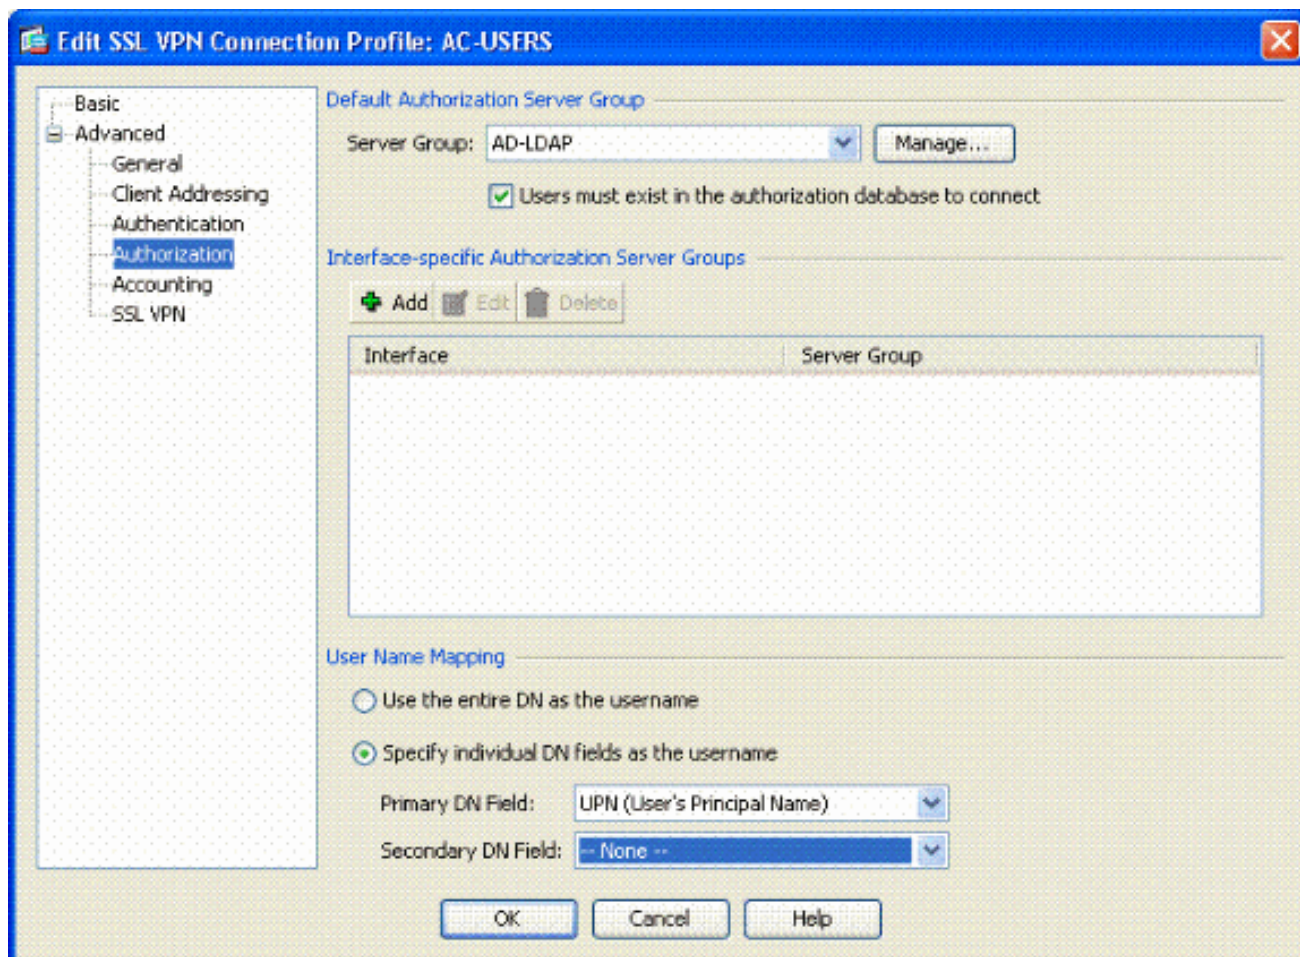 Edit SSL VPN Connection Profile: AC-USERS
Basic
Advanced
General
Client Addressing
Authentication
Authorization
Accounting
SSL VPN
Default Authorization Server Group
Server Group: AD-LDAP Manage...
Users must exist in the authorization database to connect
Interface-specific Authorization Server Groups
Add Edit Delete
Interface Server Group
User Name Mapping
Use the entire DN as the username
Specify individual DN fields as the username
Primary DN Field: UPN (User's Principal Name)
Secondary DN Field: -- None --
OK Cancel Help